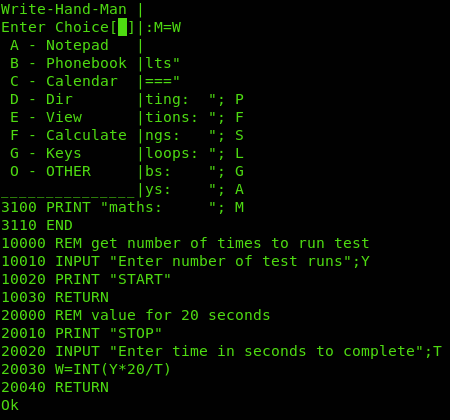 Write-Hand-Man |
Enter Choice[ ]|:M=W
 A - Notepad   |
 B - Phonebook |lts"
 C - Calendar  |==="
 D - Dir       |ting:  "; P
 E - View      |tions: "; F
 F - Calculate |ngs:   "; S
 G - Keys      |loops: "; L
 O - OTHER     |bs:    "; G
_______________|ys:    "; A
3100 PRINT "maths:     "; M
3110 END
10000 REM get number of times to run test
10010 INPUT "Enter number of test runs";Y
10020 PRINT "START"
10030 RETURN
20000 REM value for 20 seconds
20010 PRINT "STOP"
20020 INPUT "Enter time in seconds to complete";T
20030 W=INT(Y*20/T)
20040 RETURN
Ok